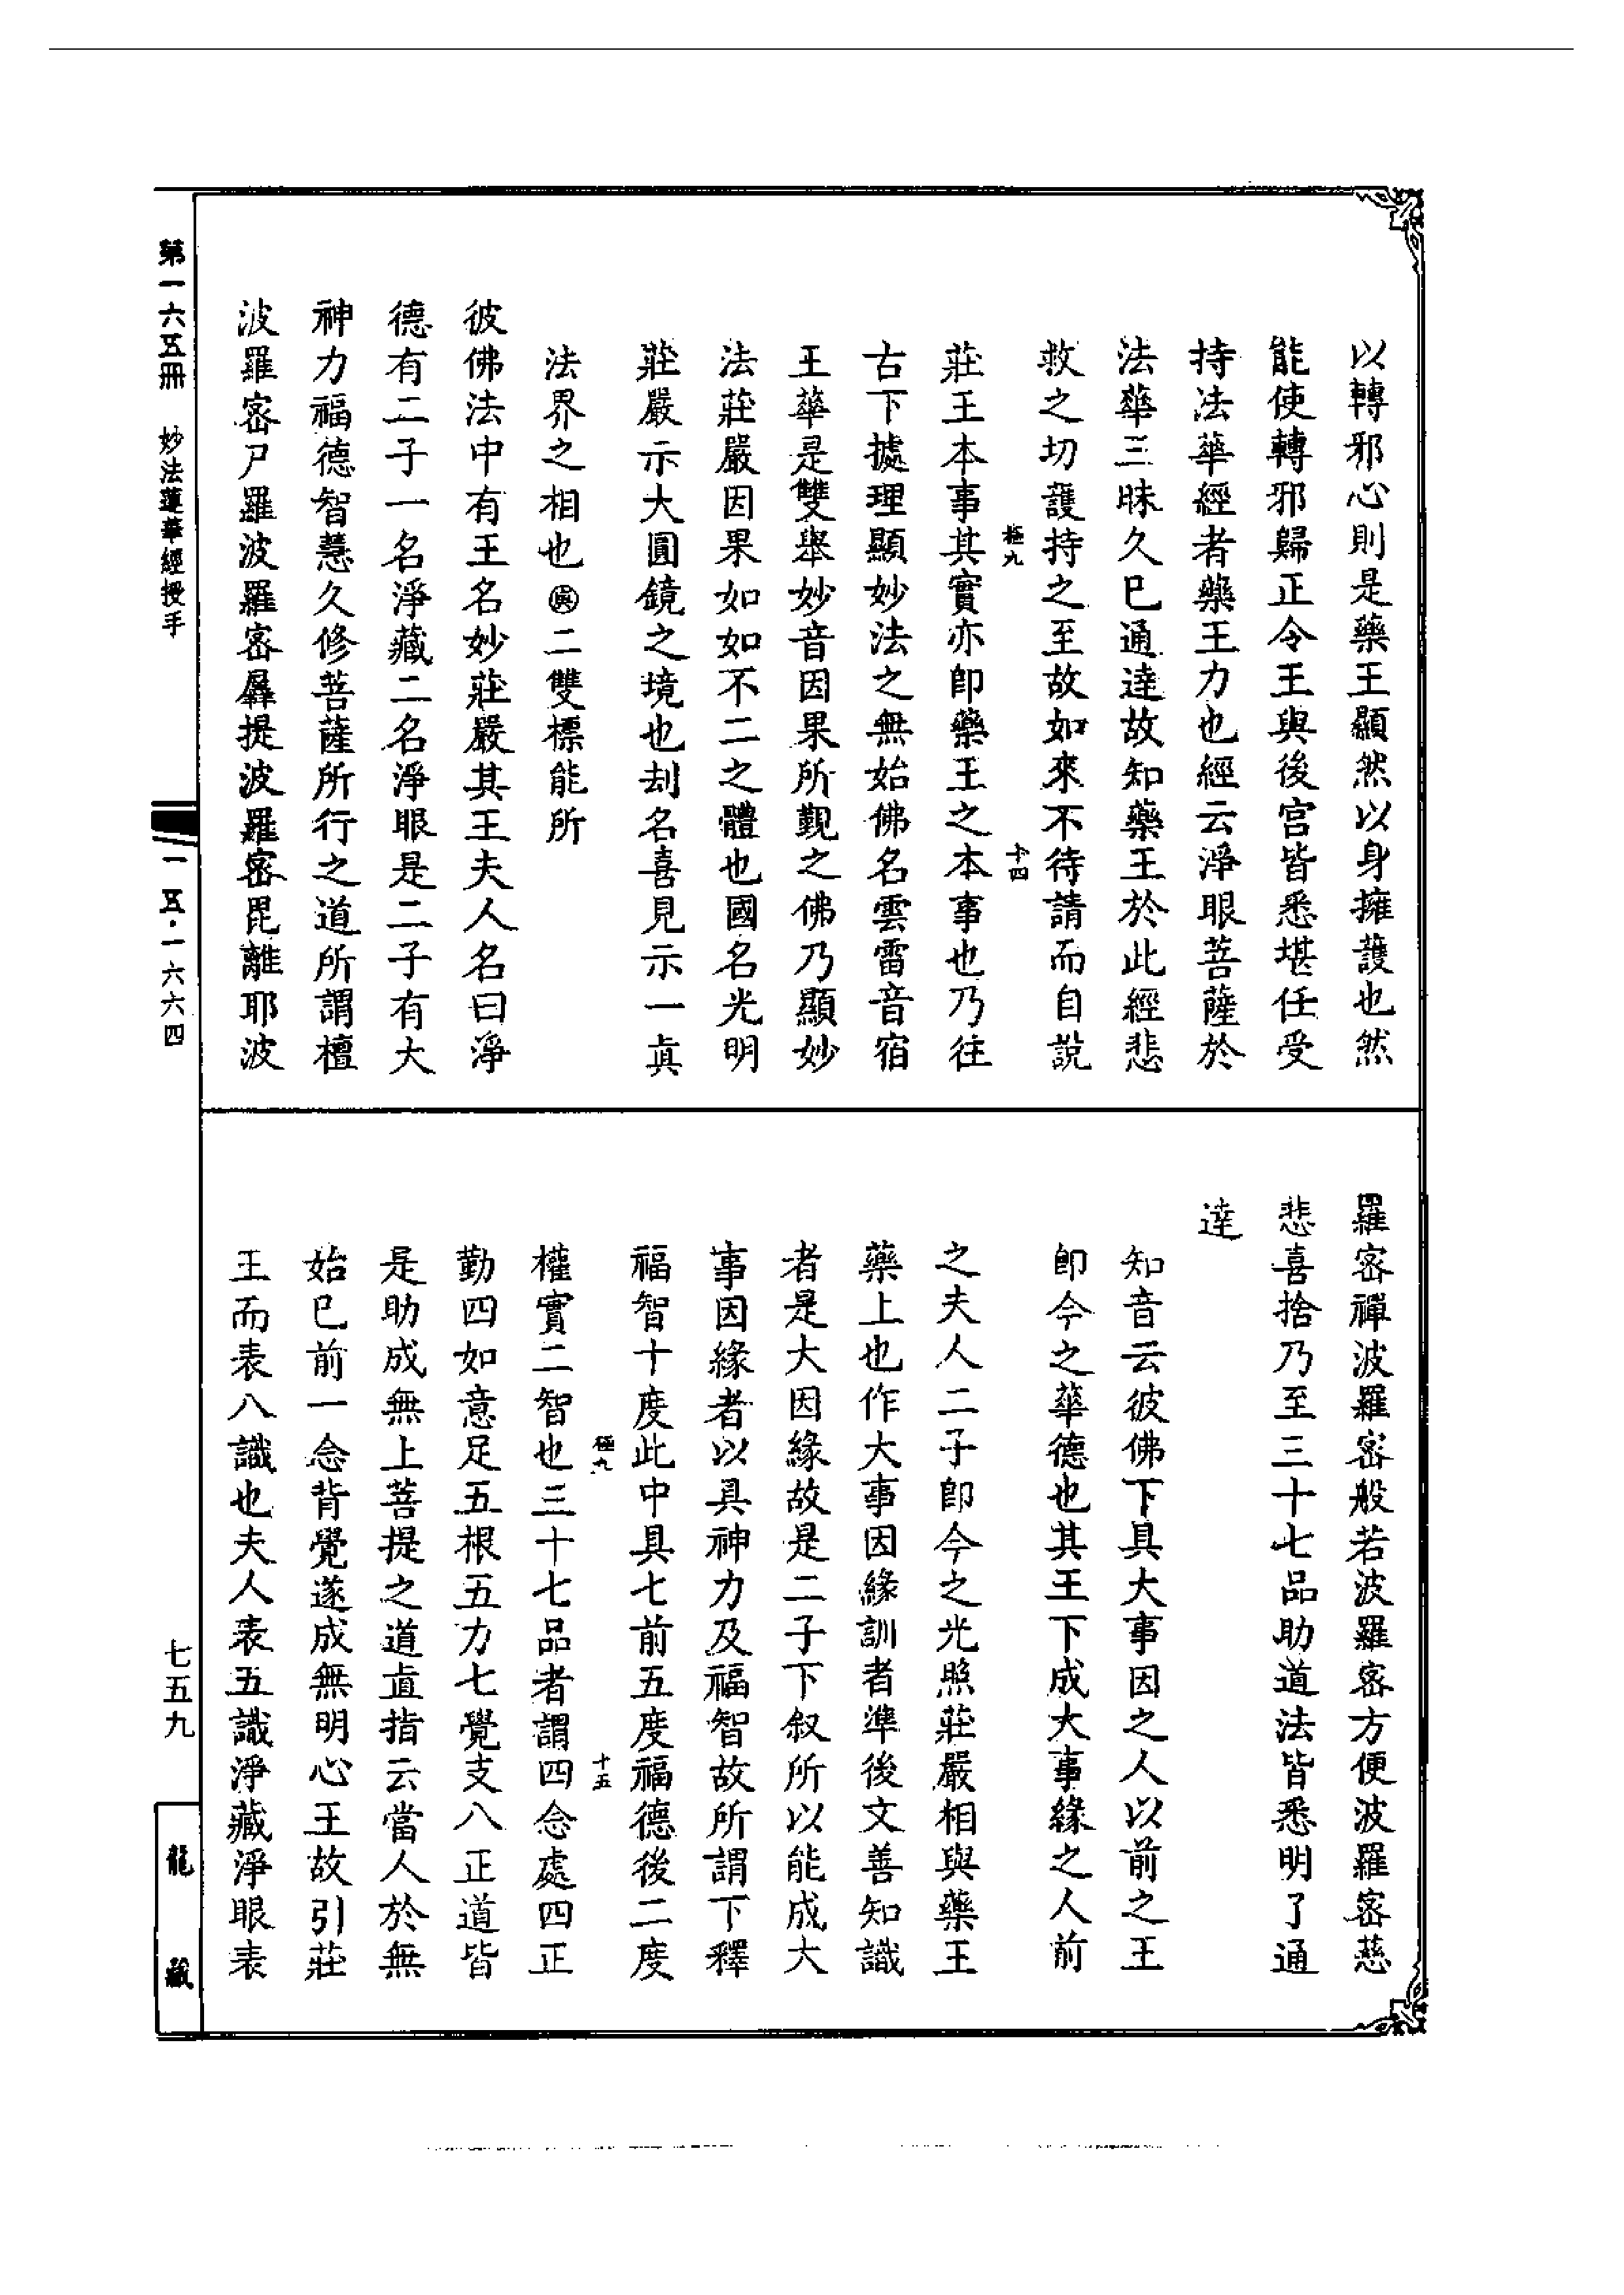 以轉邪心則是藥王顯然以身擁護也然
能使轉邪歸正令王與後宮皆悉堪任受
持法華經者藥王力也經云淨眼菩薩於
法華三昧久已通達故知藥王於此經悲
救之切護持之至故如來不待請而自說
極九
十四
莊王本事其實亦即藥王之本事也乃往
古下據理顯妙法之無始佛名雲雷音宿
王華是雙舉妙音因果所觀之佛乃顯妙
法莊嚴因果如如不二之體也國名光明
莊嚴示大圓鏡之境也刦名喜見示一真
法界之相也二雙標能所
彼佛法中有王名妙莊嚴其王夫人名曰淨
德有二子一名淨藏二名淨眼是二子有大
神力福德智慧久修菩薩所行之道所謂檀
波羅密尸羅波羅密羼提波羅密毘離耶波
羅密禪波羅密般若波羅密方便波羅密慈
悲喜捨乃至三十七品助道法皆悉明了通
達
知音云彼佛下具大事因之人以前之王
即今之華德也其王下成大事緣之人前
之夫人二子即今之光照莊嚴相與藥王
藥上也作大事因緣訓者準後文善知識
者是大因緣故是二子下叙所以能成大
事因緣者以具神力及福智故所謂下釋
福智十度此中具七前五度福德後二度
極九
十五
權實二智也三十七品者謂四念處四正
勤四如意足五根五力七覺支八正道皆
是助成無上菩提之道直指云當人於無
始已前一念背覺遂成無明心王故引莊
王而表八識也夫人表五識淨藏淨眼表
第一六五冊　妙法蓮華經授手
一五·一六六四
七五九
龍藏